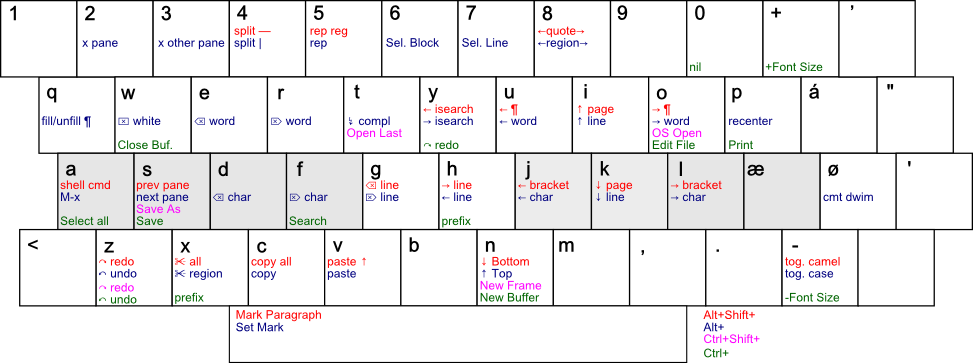 1
2
x pane
3
x other pane
4
split —
split |
5
rep reg
rep
6
Sel. Block
7
Sel. Line
8
←quote→
←region→
9
0
nil
+
+Font Size
’
q
fill/unfill ¶
w
⌧ white
Close Buf.
e
⌫ word
r
⌦ word
t
↯ compl
Open Last
y
← isearch
→ isearch
↷ redo
u
← ¶
← word
i
↑ page
↑ line
o
→ ¶
→ word
OS Open
Edit File
p
recenter
Print
á
"
a
shell cmd
M-x
Select all
s
prev pane
next pane
Save As
Save
d
⌫ char
f
⌦ char
Search
g
⌫ line
⌦ line
h
→ line
← line
prefix
j
← bracket
← char
k
↓ page
↓ line
l
→ bracket
→ char
æ
ø
cmt dwim
'
<
z
↷ redo
↶ undo
↷ redo
↶ undo
x
✂ all
✂ region
prefix
c
copy all
copy
v
paste ↑
paste
b
n
↓ Bottom
↑ Top
New Frame
New Buffer
m
,
.
-
tog. camel
tog. case
-Font Size
Mark Paragraph
Set Mark
Alt+Shift+
Alt+
Ctrl+Shift+
Ctrl+